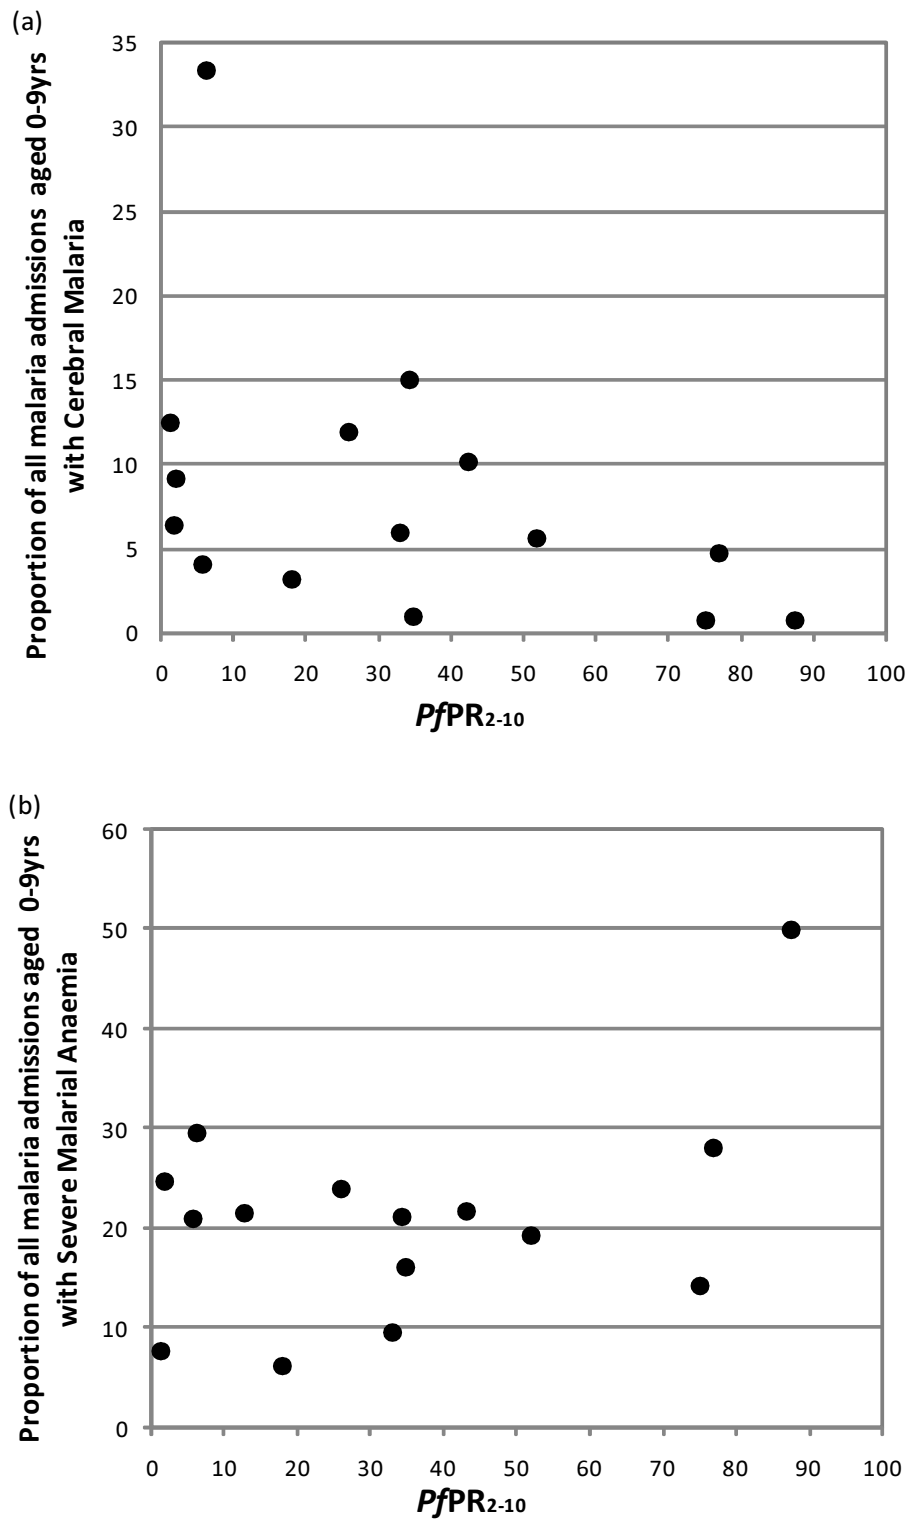 (a)
Proportion of all malaria admissions aged 0-9yrs
with Cerebral Malaria
35
30
25
20
15
10
5
0
0 10 20 30 40 50 60 70 80 90 100
PfPR2-10
(b)
Proportion of all malaria admissions aged 0-9yrs
with Severe Malarial Anaemia
60
50
40
30
20
10
0
0 10 20 30 40 50 60 70 80 90 100
PfPR2-10